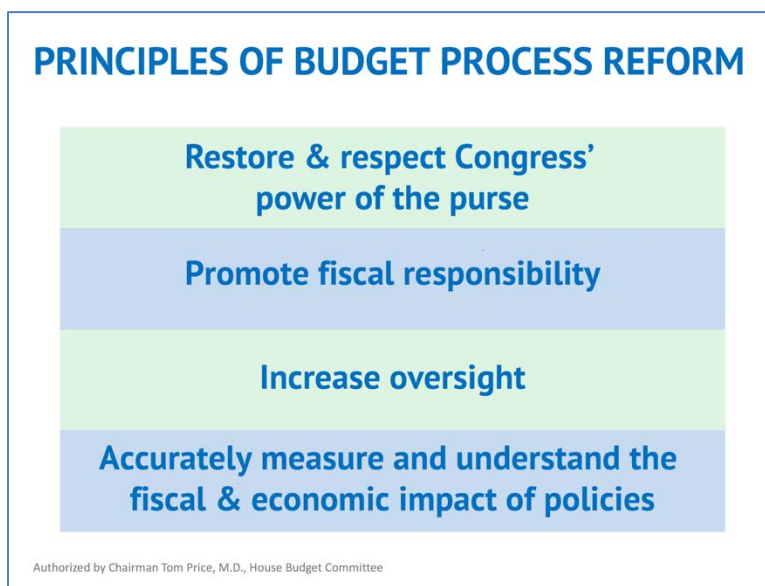 PRINCIPLES OF BUDGET PROCESS REFORM
Restore & respect Congress’
power of the purse
Promote fiscal responsibility
Increase oversight
Accurately measure and understand the
fiscal & economic impact of policies
Authorized by Chairman Tom Price, M.D., House Budget Committee